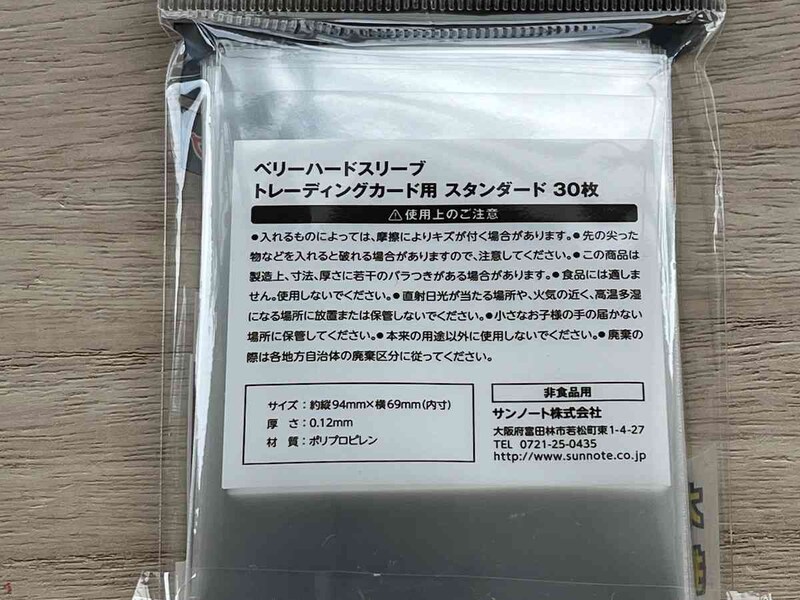 ベリーハードスリーブ
トレーディングカード用 スタンダード 30枚
⚠使用上のご注意
●入れるものによっては、摩擦によりキズが付く場合があります。●先の尖った
物などを入れると破れる場合がありますので、注意してください。●この商品は
製造上、寸法、厚さに若干のバラつきがある場合があります。●食品には適しま
せん。使用しないでください。●直射日光が当たる場所や、火気の近く、高温多湿
になる場所に放置または保管しないでください。●小さなお子様の手の届かない
場所に保管してください。●本来の用途以外に使用しないでください。●廃棄の
際は各地方自治体の廃棄区分に従ってください。
サイズ：約縦94mm×横69mm(内寸)
厚 さ：0.12mm
材 質：ポリプロピレン
非食品用
サンノート株式会社
大阪府富田林市若松町東1-4-27
TEL 0721-25-0435
http://www.sunnote.co.jp